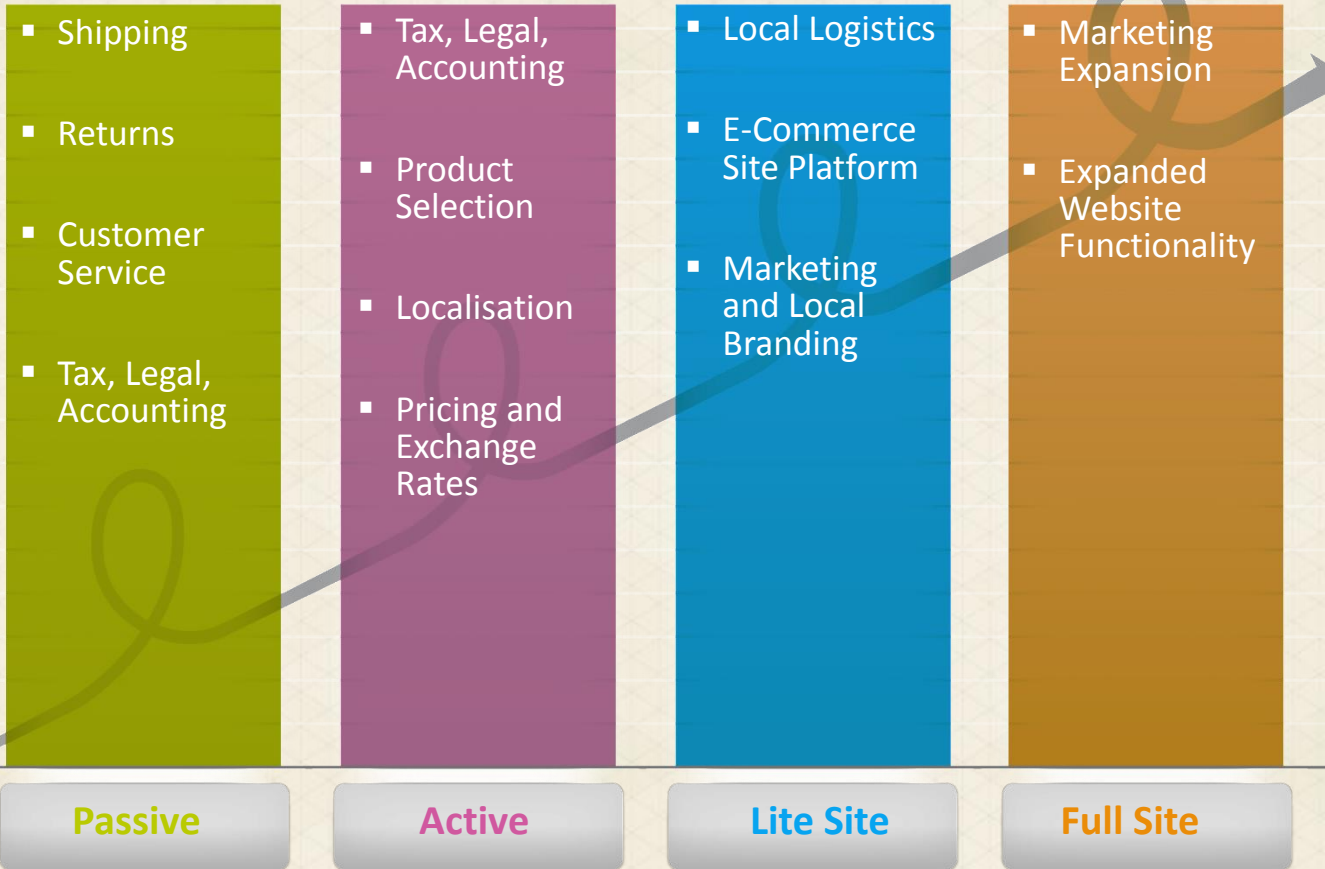 ▪ Shipping
▪ Returns
▪ Customer
Service
▪ Tax, Legal,
Accounting
▪ Tax, Legal,
Accounting
▪ Product
Selection
▪ Localisation
▪ Pricing and
Exchange
Rates
▪ Local Logistics
▪ E-Commerce
Site Platform
▪ Marketing
and Local
Branding
▪ Marketing
Expansion
▪ Expanded
Website
Functionality
Passive
Active
Lite Site
Full Site